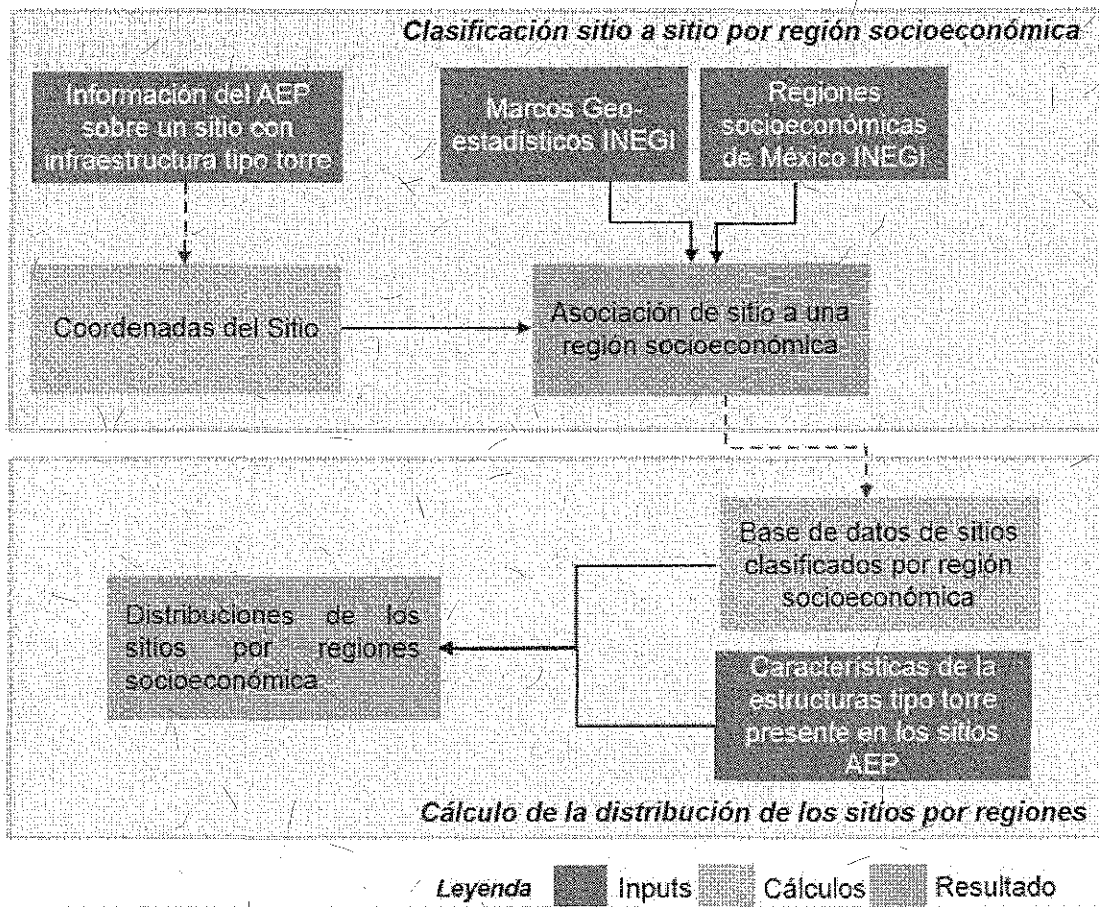 Clasificación sitio a sitio por región socioeconómica
Información del AEP
sobre un sitio con
infraestructura tipo torre
Marcos Geo-
estadísticos INEGI
Regiones
socioeconómicas
de México INEGI
Coordenadas del Sitio
Asociación de sitio a una
región socioeconómica
Base de datos de sitios
clasificados por región
socioeconómica
Distribuciones de los
sitios por regiones
socioeconómica
Características de la
estructuras tipo torre
presente en los sitios
AEP
Cálculo de la distribución de los sitios por regiones
Leyenda Inputs Cálculos Resultado